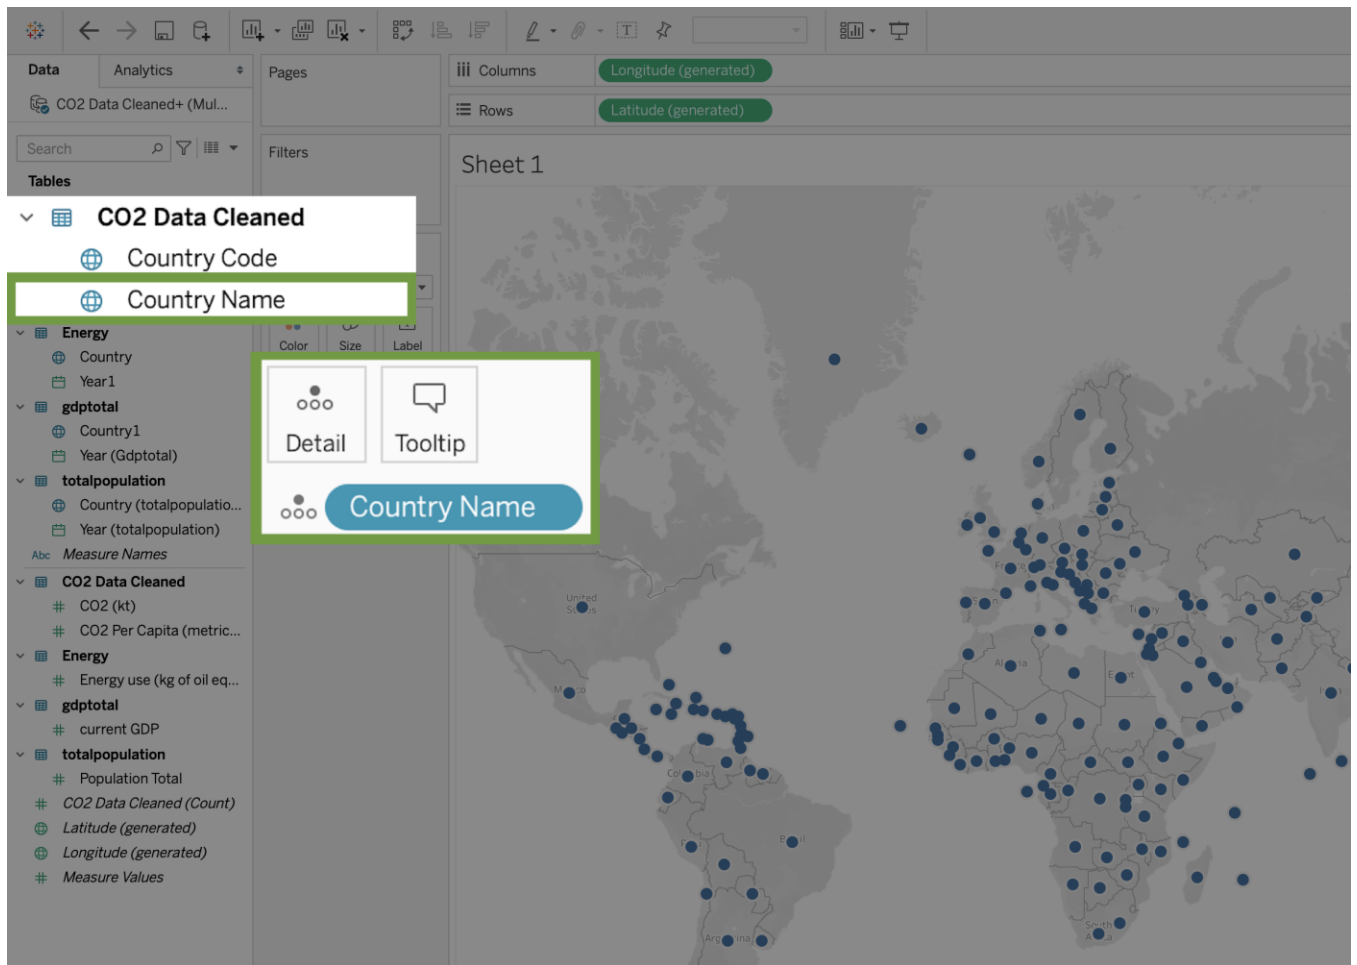 Data
Analytics
CO2 Data Cleaned+ (Mul...
Search
Tables
CO2 Data Cleaned
Country Code
Country Name
Energy
Country
Year1
gdptotal
Country1
Year (Gdptotal)
totalpopulation
Country (totalpopulatio...
Year (totalpopulation)
Abc Measure Names
CO2 Data Cleaned
CO2 (kt)
CO2 Per Capita (metric...
Energy
Energy use (kg of oil eq...
gdptotal
current GDP
totalpopulation
Population Total
CO2 Data Cleaned (Count)
Latitude (generated)
Longitude (generated)
Measure Values
Pages
Filters
Color
Size
Label
Detail
Tooltip
Country Name
Columns
Longitude (generated)
Rows
Latitude (generated)
Sheet 1